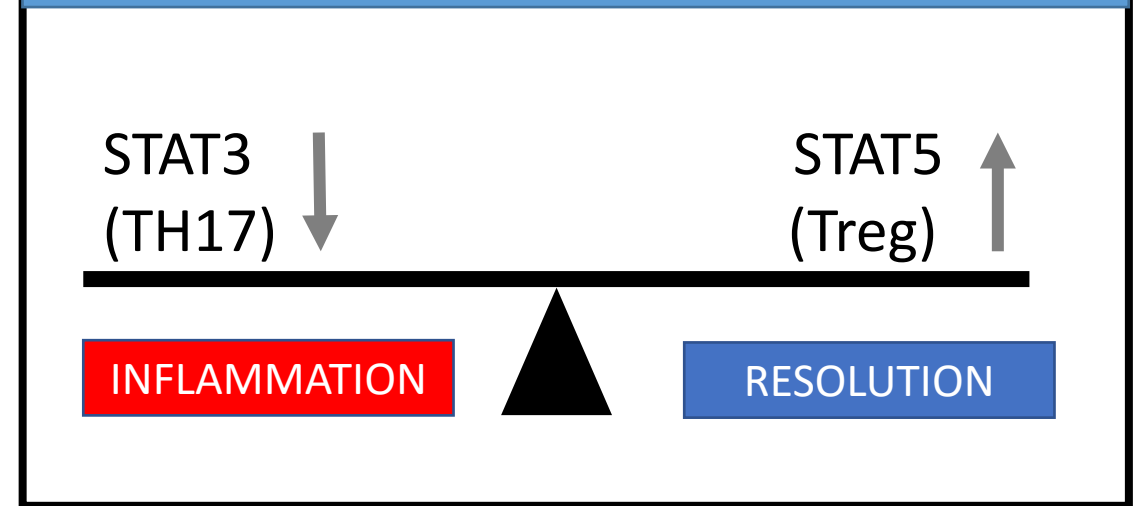 STAT3
(TH17)
STAT5
(Treg)
INFLAMMATION
RESOLUTION